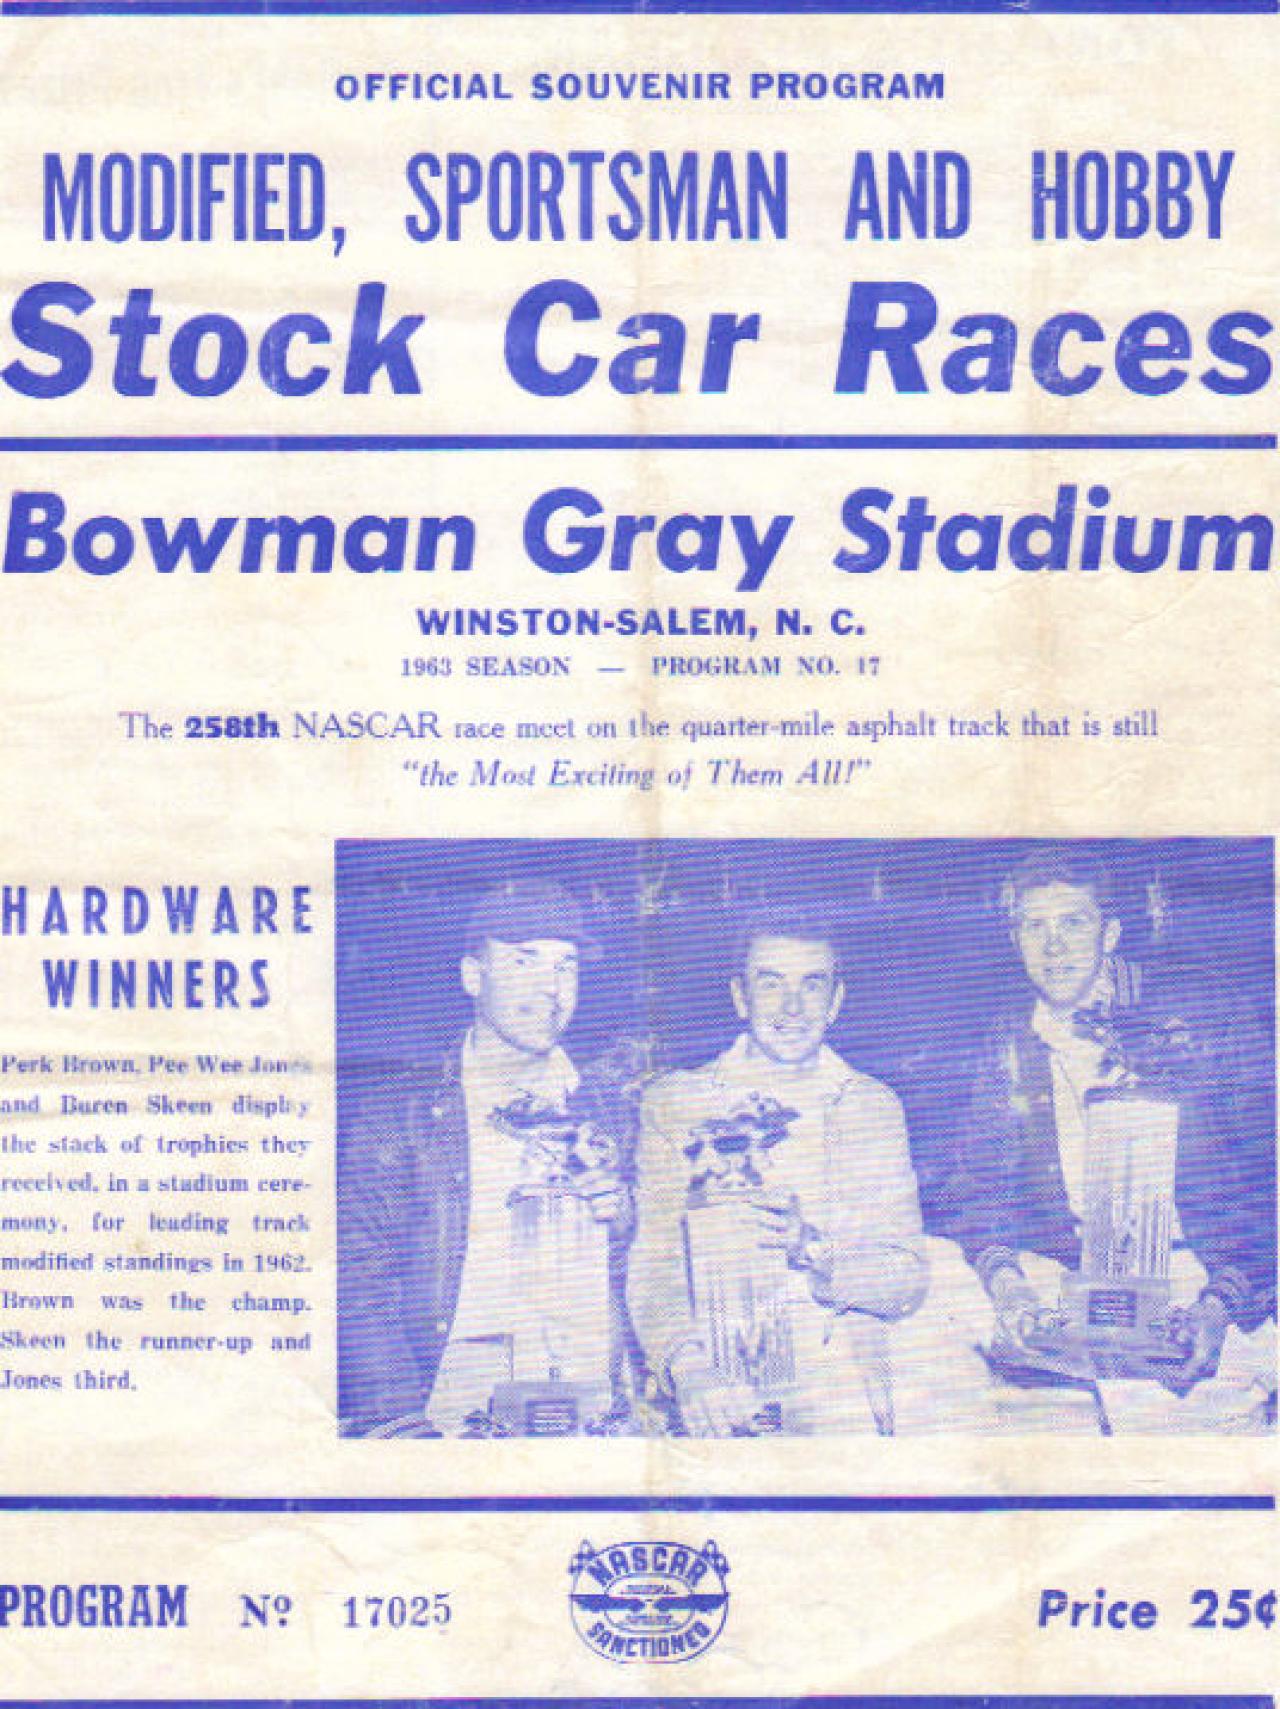 OFFICIAL SOUVENIR PROGRAM
MODIFIED, SPORTSMAN AND HOBBY
Stock Car Races
Bowman Gray Stadium
WINSTON-SALEM, N. C.
1963 SEASON — PROGRAM NO. 17
The 258th NASCAR race meet on the quarter-mile asphalt track that is still
“the Most Exciting of Them All!”
HARDWARE
WINNERS
Perk Brown, Pee Wee Jones
and Buren Skeen display
the stack of trophies they
received, in a stadium cere-
mony, for leading track
modified standings in 1962.
Brown was the champ.
Skeen the runner-up and
Jones third.
PROGRAM Nº 17025
NASCAR
SANCTIONED
Price 25¢